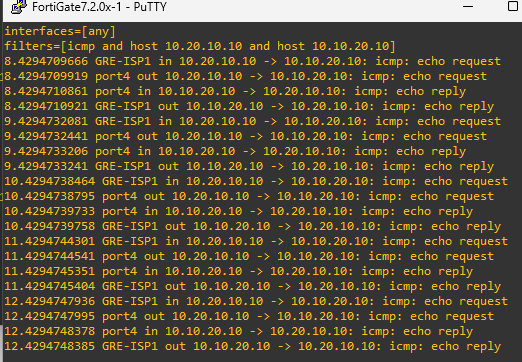 FortiGate7.2.0x-1 - PuTTY
interfaces=[any]
filters=[icmp and host 10.20.10.10 and host 10.10.20.10]
8.4294709666 GRE-ISP1 in 10.20.10.10 -> 10.10.20.10: icmp: echo request
8.4294709919 port4 out 10.20.10.10 -> 10.10.20.10: icmp: echo request
8.4294710861 port4 in 10.10.20.10 -> 10.20.10.10: icmp: echo reply
8.4294710921 GRE-ISP1 out 10.10.20.10 -> 10.20.10.10: icmp: echo reply
9.4294732081 GRE-ISP1 in 10.20.10.10 -> 10.10.20.10: icmp: echo request
9.4294732441 port4 out 10.20.10.10 -> 10.10.20.10: icmp: echo request
9.4294733206 port4 in 10.10.20.10 -> 10.20.10.10: icmp: echo reply
9.4294733241 GRE-ISP1 out 10.10.20.10 -> 10.20.10.10: icmp: echo reply
10.4294738464 GRE-ISP1 in 10.20.10.10 -> 10.10.20.10: icmp: echo request
10.4294738795 port4 out 10.20.10.10 -> 10.10.20.10: icmp: echo request
10.4294739733 port4 in 10.10.20.10 -> 10.20.10.10: icmp: echo reply
10.4294739758 GRE-ISP1 out 10.10.20.10 -> 10.20.10.10: icmp: echo reply
11.4294744301 GRE-ISP1 in 10.20.10.10 -> 10.10.20.10: icmp: echo request
11.4294744541 port4 out 10.20.10.10 -> 10.10.20.10: icmp: echo request
11.4294745351 port4 in 10.10.20.10 -> 10.20.10.10: icmp: echo reply
11.4294745404 GRE-ISP1 out 10.10.20.10 -> 10.20.10.10: icmp: echo reply
12.4294747936 GRE-ISP1 in 10.20.10.10 -> 10.10.20.10: icmp: echo request
12.4294747995 port4 out 10.20.10.10 -> 10.10.20.10: icmp: echo request
12.4294748378 port4 in 10.10.20.10 -> 10.20.10.10: icmp: echo reply
12.4294748385 GRE-ISP1 out 10.10.20.10 -> 10.20.10.10: icmp: echo reply